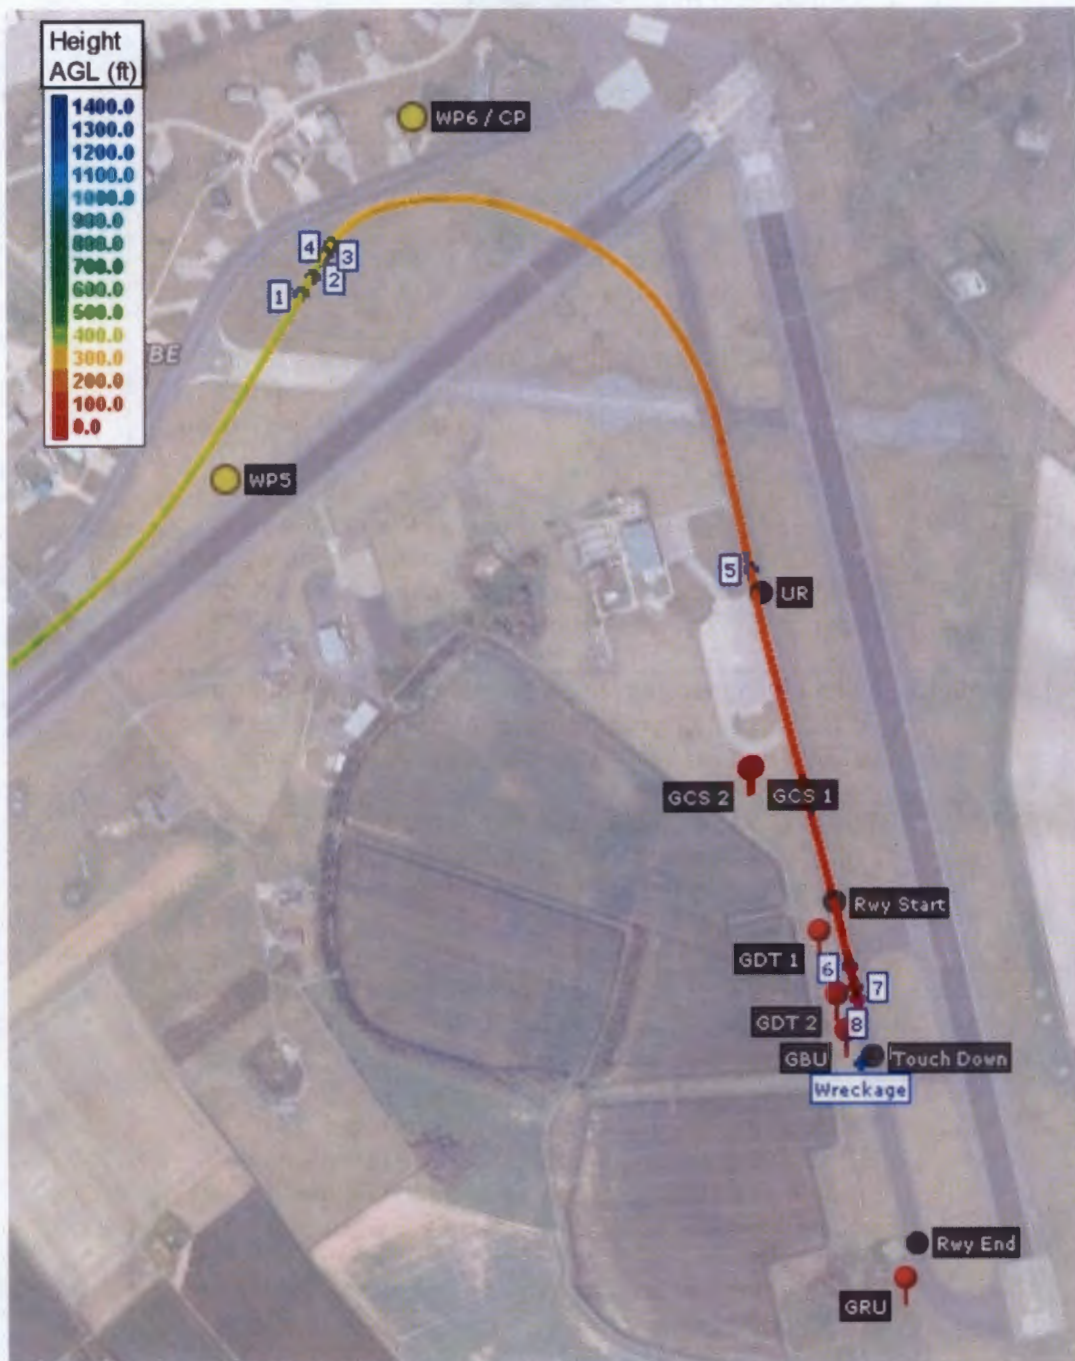 Height
AGL (ft)
1400.0
1300.0
1200.0
1100.0
1000.0
900.0
800.0
700.0
600.0
500.0
400.0
300.0
200.0
100.0
0.0
WP6 / CP
4
3
2
1
BE
WP5
5
UR
GCS 2
GCS 1
Rwy Start
GDT 1
6
7
GDT 2
8
GBU
Touch Down
Wreckage
Rwy End
GRU